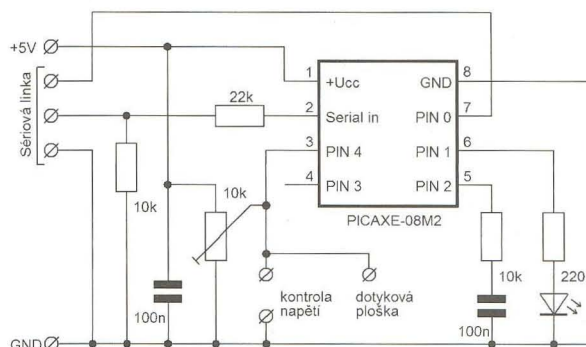 +5V
Sériová linka
GND
10k
22k
100n
10k
1
2
3
4
+Ucc
Serial in
PIN 4
PIN 3
GND
PIN 0
PIN 1
PIN 2
8
7
6
5
PICAXE-08M2
kontrola
napětí
dotyková
ploška
10k
100n
220